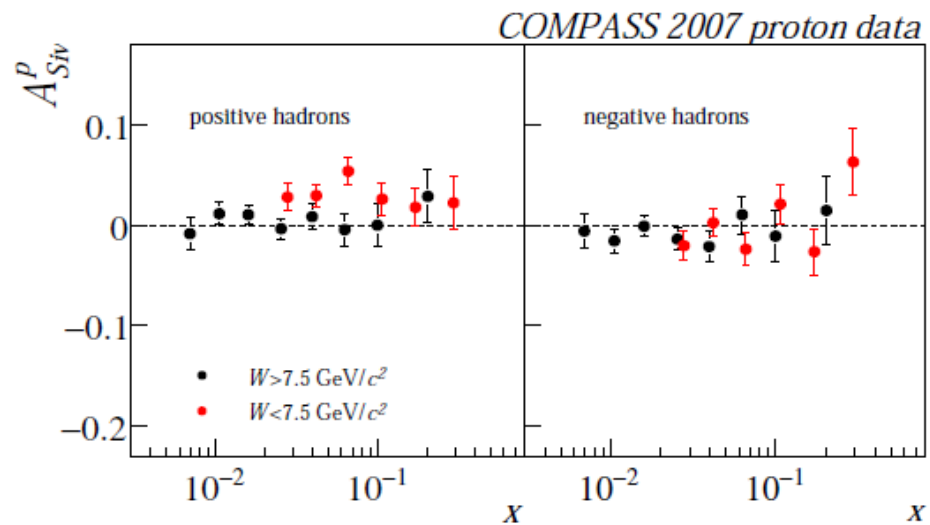 COMPASS 2007 proton data
A^p_Siv
positive hadrons
negative hadrons
0.1
0
−0.1
−0.2
W>7.5 GeV/c²
W<7.5 GeV/c²
10⁻² 10⁻¹ 10⁻² 10⁻¹
x x